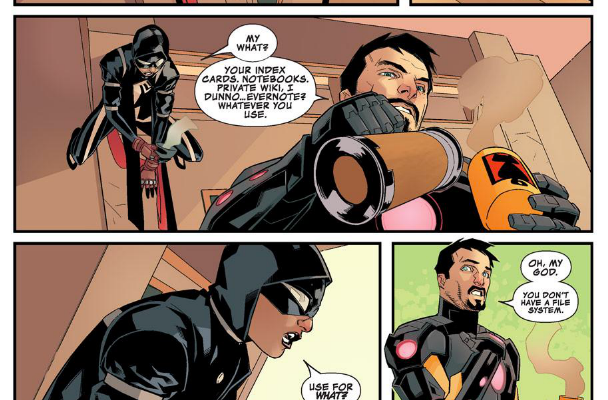 MY
WHAT?
YOUR INDEX
CARDS. NOTEBOOKS.
PRIVATE WIKI, I
DUNNO...EVERNOTE?
WHATEVER YOU
USE.
USE FOR
WHAT?
OH, MY
GOD.
YOU DON'T
HAVE A FILE
SYSTEM.